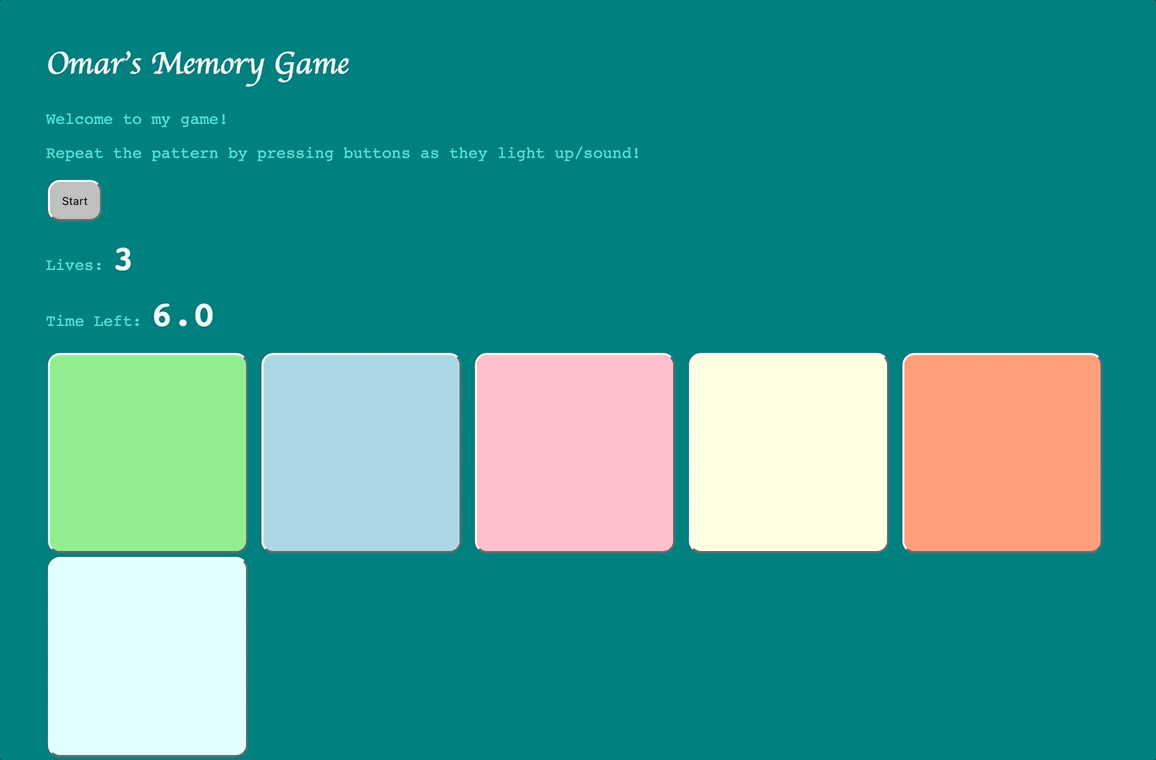 Omar's Memory Game
Welcome to my game!
Repeat the pattern by pressing buttons as they light up/sound!
Start
Lives: 3
Time Left: 6.0